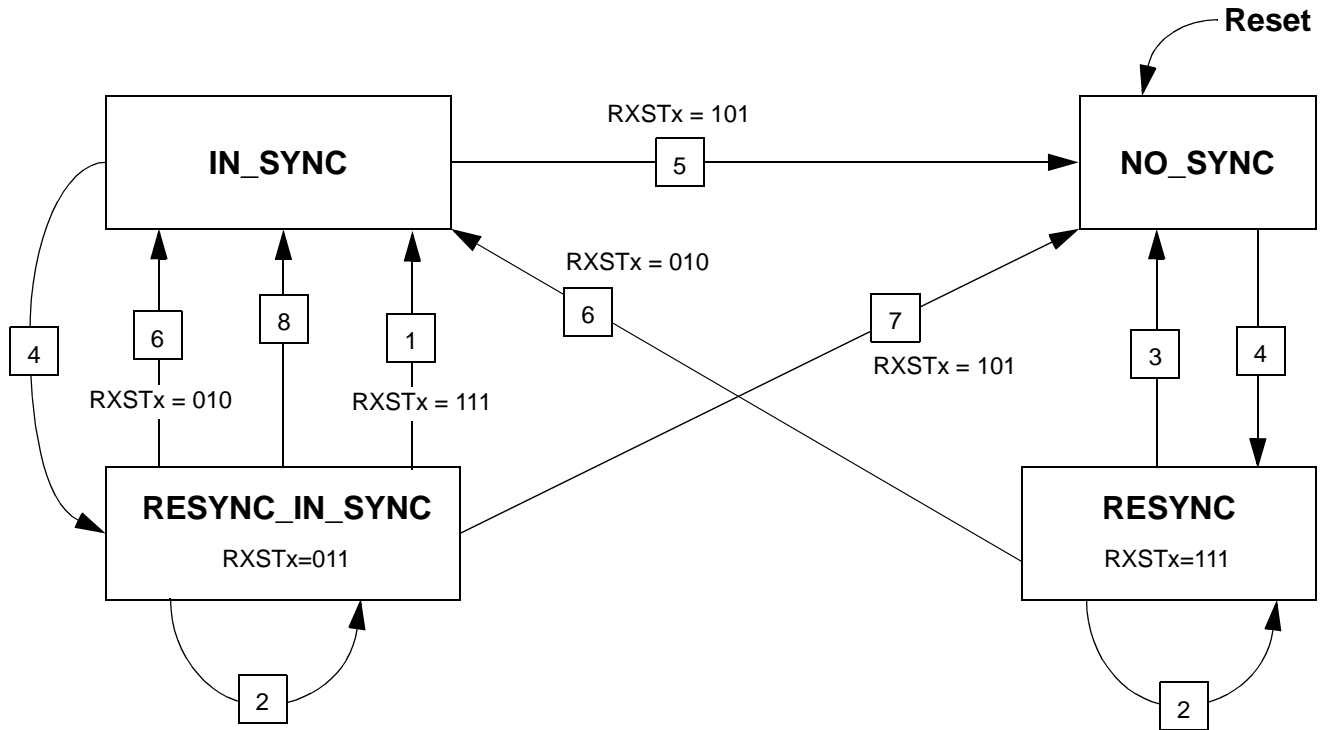 Reset
RXSTx = 101
IN_SYNC
5
NO_SYNC
RXSTx = 010
6
7
RXSTx = 101
4
6
8
1
3
4
RXSTx = 010
RXSTx = 111
RESYNC_IN_SYNC
RXSTx=011
RESYNC
RXSTx=111
2
2